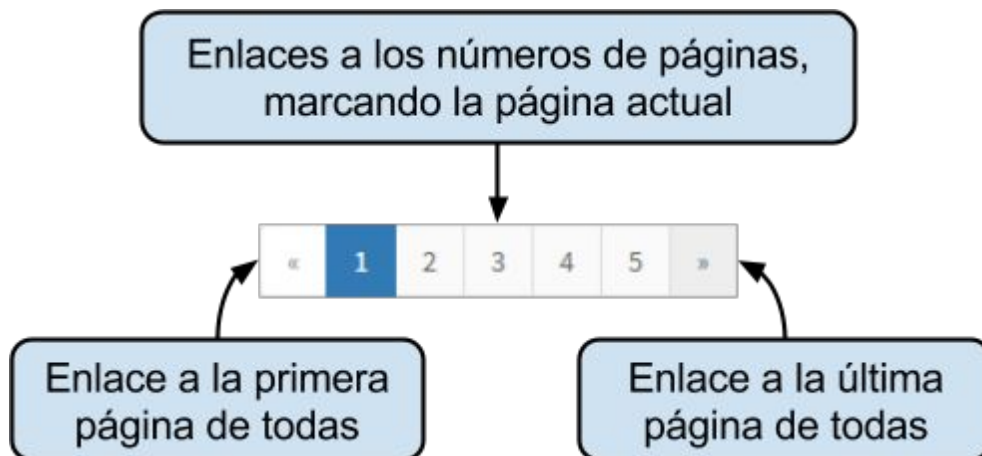 Enlaces a los números de páginas,
marcando la página actual
« 1 2 3 4 5 »
Enlace a la primera
página de todas
Enlace a la última
página de todas